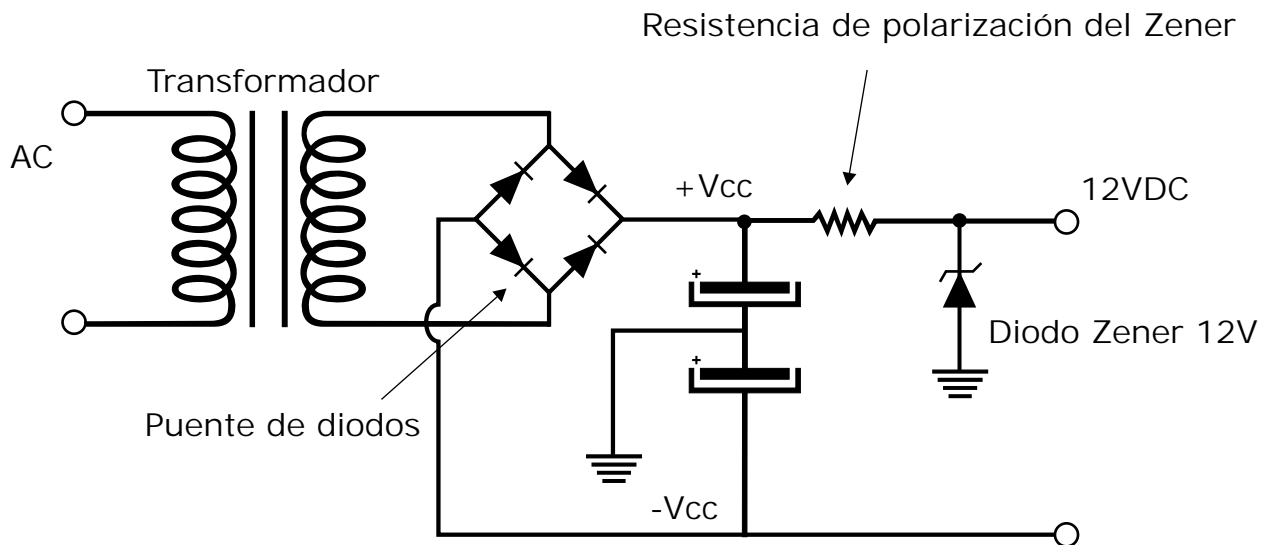 Resistencia de polarización del Zener
Transformador
AC
+Vcc
12VDC
+
Diodo Zener 12V
+
Puente de diodos
-Vcc